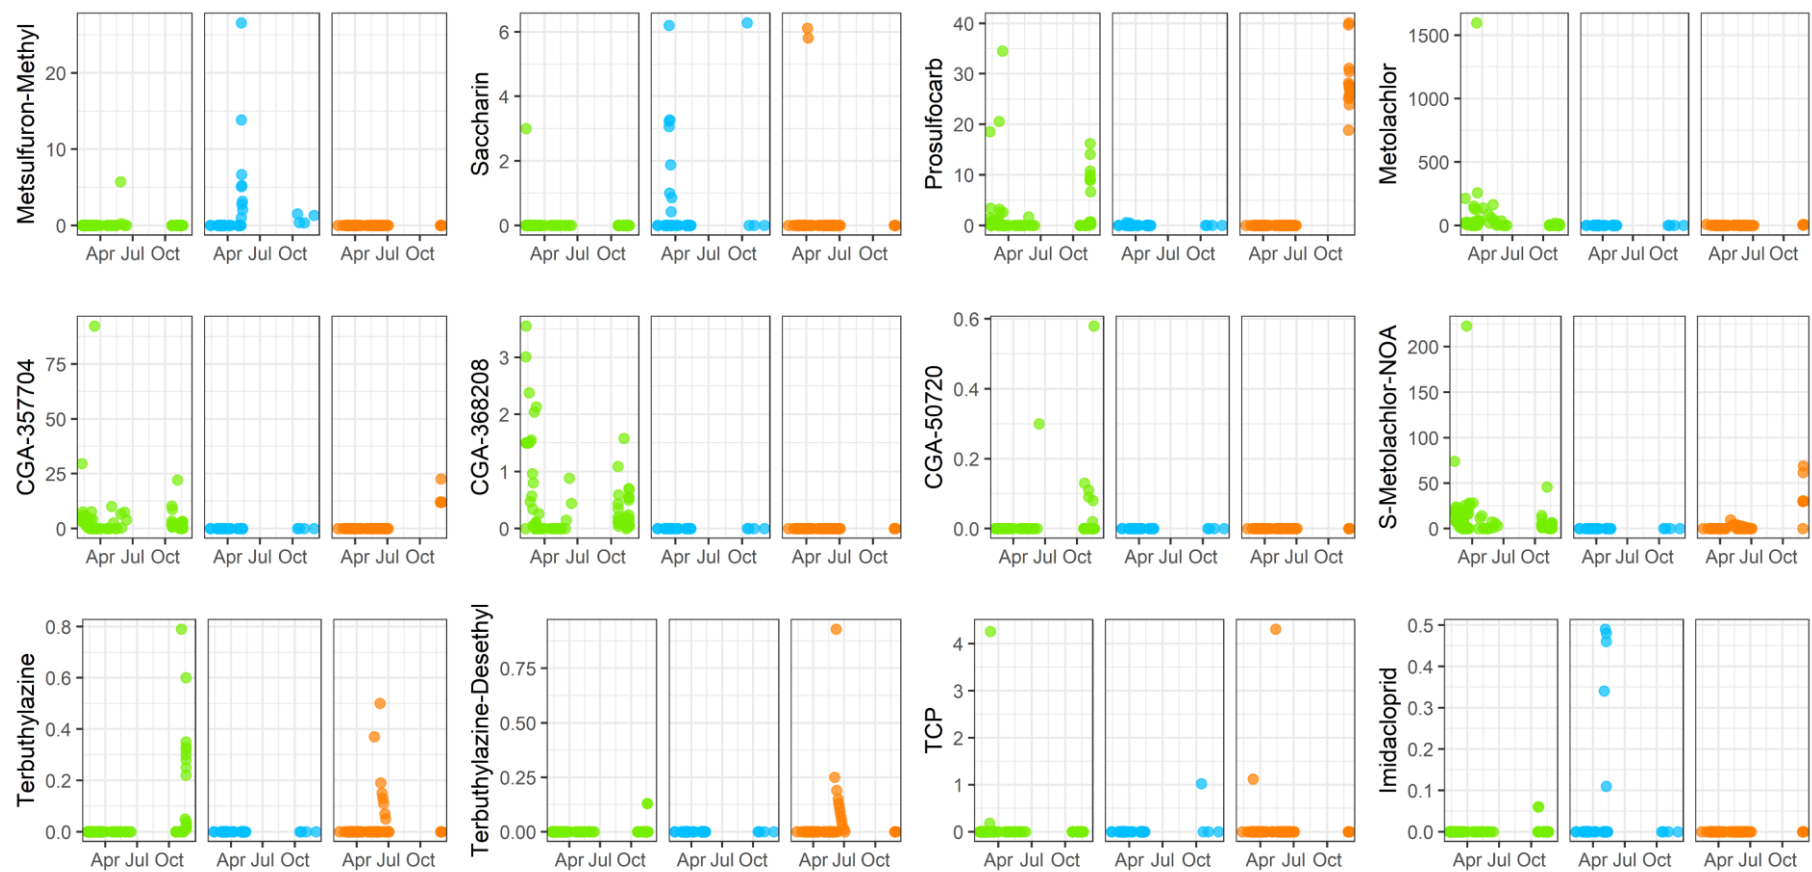 Metsulfuron-Methyl
20
10
0
Apr Jul Oct Apr Jul Oct Apr Jul Oct
Saccharin
6
4
2
0
Apr Jul Oct Apr Jul Oct Apr Jul Oct
Prosulfocarb
40
30
20
10
0
Apr Jul Oct Apr Jul Oct Apr Jul Oct
Metolachlor
1500
1000
500
0
Apr Jul Oct Apr Jul Oct Apr Jul Oct
CGA-357704
75
50
25
0
Apr Jul Oct Apr Jul Oct Apr Jul Oct
CGA-368208
3
2
1
0
Apr Jul Oct Apr Jul Oct Apr Jul Oct
CGA-50720
0.6
0.4
0.2
0.0
Apr Jul Oct Apr Jul Oct Apr Jul Oct
S-Metolachlor-NOA
200
150
100
50
0
Apr Jul Oct Apr Jul Oct Apr Jul Oct
Terbuthylazine
0.8
0.6
0.4
0.2
0.0
Apr Jul Oct Apr Jul Oct Apr Jul Oct
Terbuthylazine-Desethyl
0.75
0.50
0.25
0.00
Apr Jul Oct Apr Jul Oct Apr Jul Oct
TCP
4
3
2
1
0
Apr Jul Oct Apr Jul Oct Apr Jul Oct
Imidacloprid
0.5
0.4
0.3
0.2
0.1
0.0
Apr Jul Oct Apr Jul Oct Apr Jul Oct